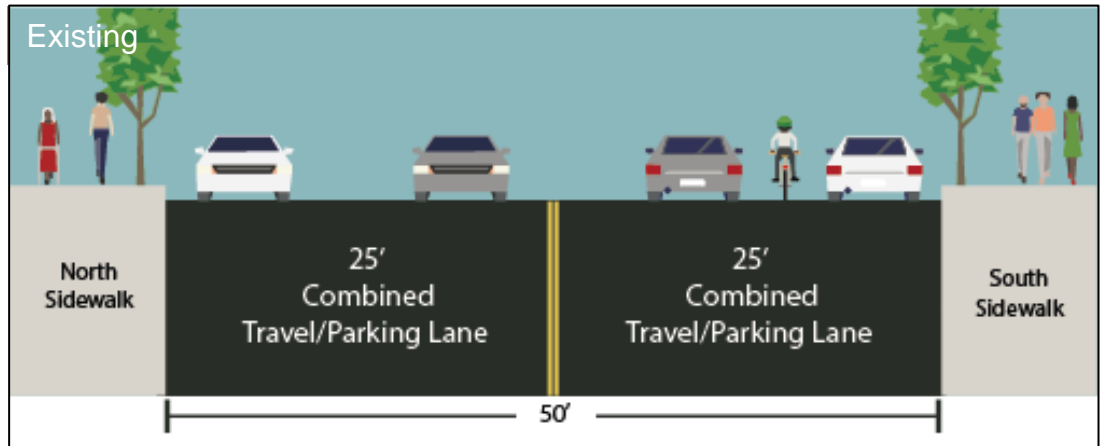 Existing
North
Sidewalk
25′
Combined
Travel/Parking Lane
25′
Combined
Travel/Parking Lane
South
Sidewalk
50′